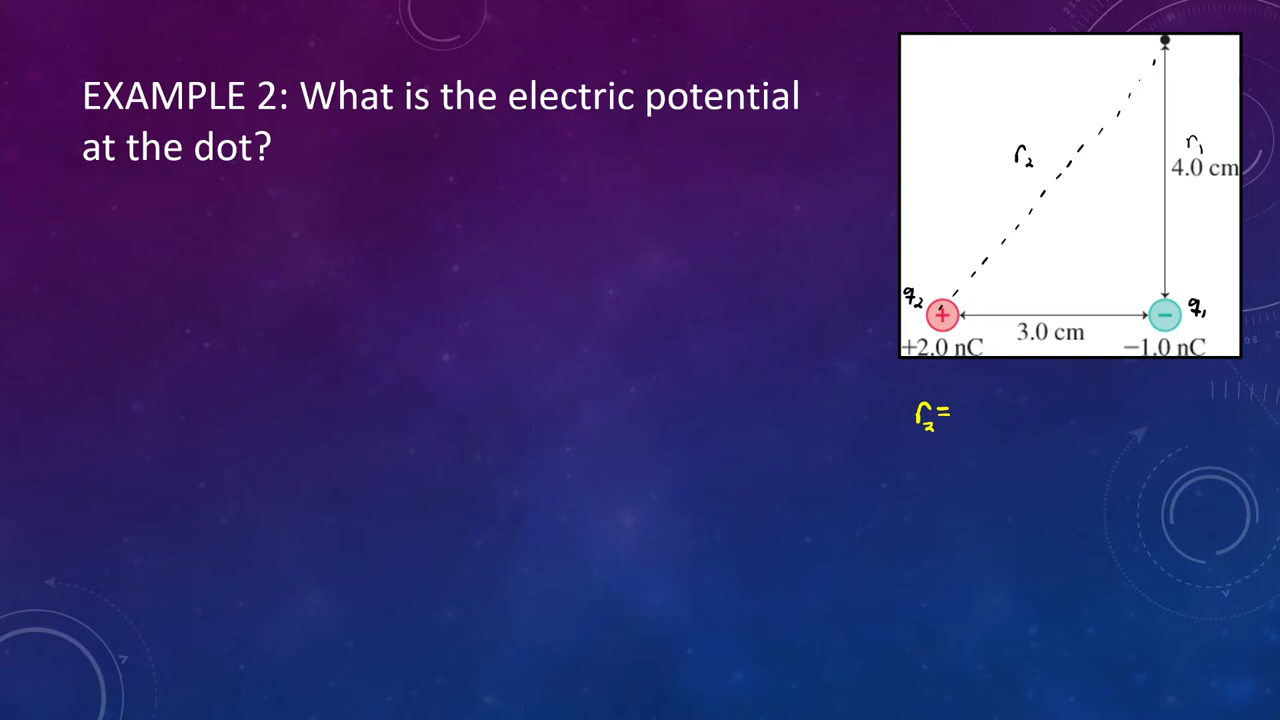 EXAMPLE 2: What is the electric potential
at the dot?
r₂
r₁
4.0 cm
q₂
q₁
3.0 cm
+2.0 nC
−1.0 nC
r₂=